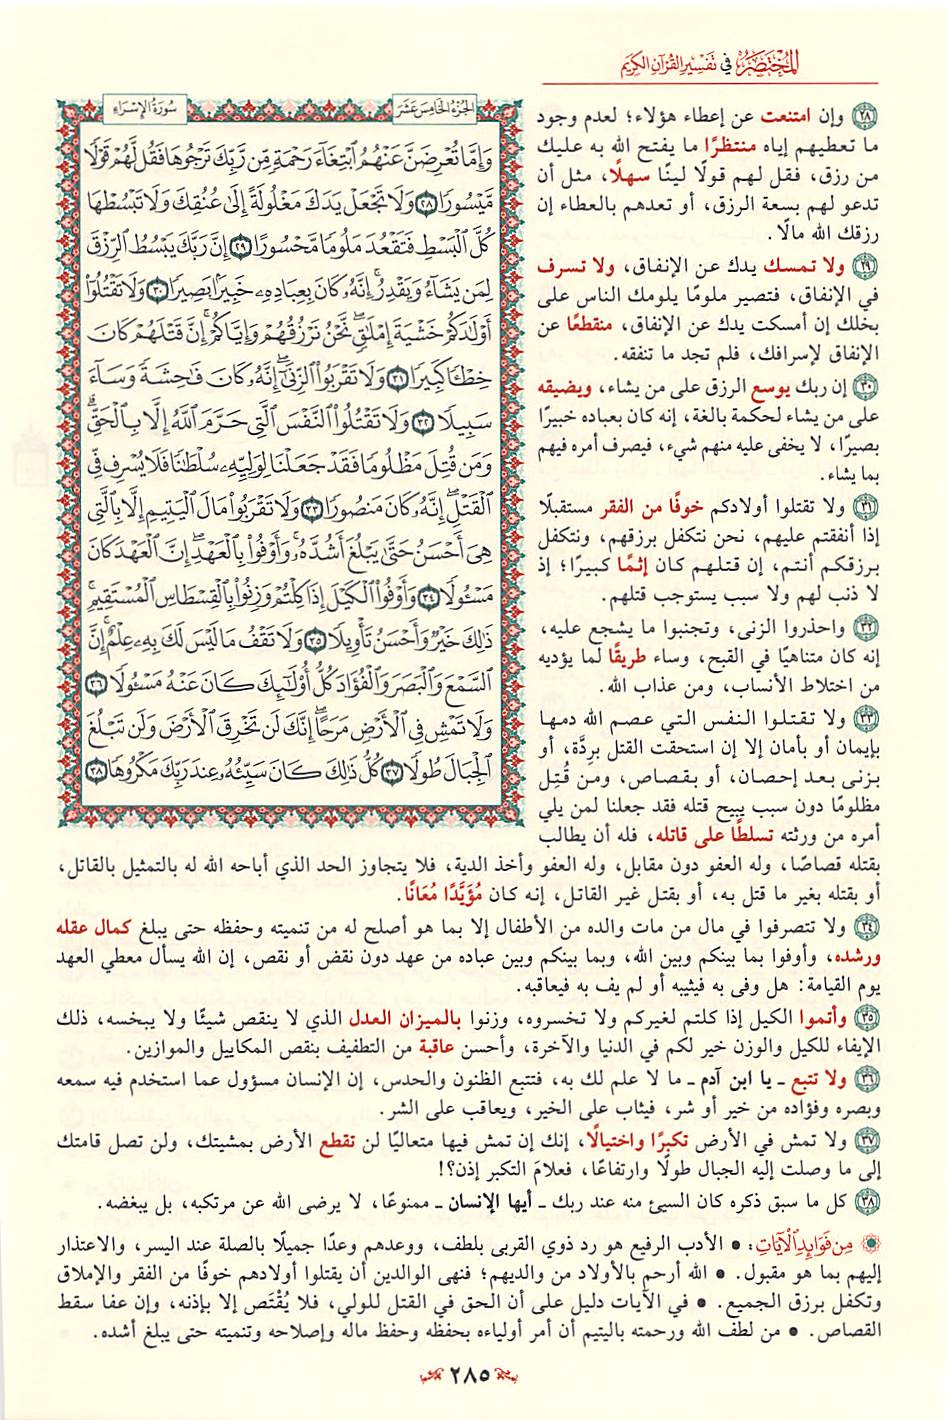 المختصر في تفسير القرآن الكريم
الجزء الخامس عشر
سورة الإسراء
وَإِمَّا تُعْرِضَنَّ عَنْهُمُ ٱبْتِغَآءَ رَحْمَةٍ مِّن رَّبِّكَ تَرْجُوهَا فَقُل لَّهُمْ قَوْلًا
مَّيْسُورًا ٢٨ وَلَا تَجْعَلْ يَدَكَ مَغْلُولَةً إِلَىٰ عُنُقِكَ وَلَا تَبْسُطْهَا
كُلَّ ٱلْبَسْطِ فَتَقْعُدَ مَلُومًا مَّحْسُورًا ٢٩ إِنَّ رَبَّكَ يَبْسُطُ ٱلرِّزْقَ
لِمَن يَشَآءُ وَيَقْدِرُ ۚ إِنَّهُۥ كَانَ بِعِبَادِهِۦ خَبِيرًۢا بَصِيرًا ٣٠ وَلَا تَقْتُلُوٓا۟
أَوْلَٰدَكُمْ خَشْيَةَ إِمْلَٰقٍ ۖ نَّحْنُ نَرْزُقُهُمْ وَإِيَّاكُمْ ۚ إِنَّ قَتْلَهُمْ كَانَ
خِطْـًٔا كَبِيرًا ٣١ وَلَا تَقْرَبُوا۟ ٱلزِّنَىٰٓ ۖ إِنَّهُۥ كَانَ فَٰحِشَةً وَسَآءَ
سَبِيلًا ٣٢ وَلَا تَقْتُلُوا۟ ٱلنَّفْسَ ٱلَّتِى حَرَّمَ ٱللَّهُ إِلَّا بِٱلْحَقِّ ۗ
وَمَن قُتِلَ مَظْلُومًا فَقَدْ جَعَلْنَا لِوَلِيِّهِۦ سُلْطَٰنًا فَلَا يُسْرِف فِّى
ٱلْقَتْلِ ۖ إِنَّهُۥ كَانَ مَنصُورًا ٣٣ وَلَا تَقْرَبُوا۟ مَالَ ٱلْيَتِيمِ إِلَّا بِٱلَّتِى
هِىَ أَحْسَنُ حَتَّىٰ يَبْلُغَ أَشُدَّهُۥ ۚ وَأَوْفُوا۟ بِٱلْعَهْدِ ۖ إِنَّ ٱلْعَهْدَ كَانَ
مَسْـُٔولًا ٣٤ وَأَوْفُوا۟ ٱلْكَيْلَ إِذَا كِلْتُمْ وَزِنُوا۟ بِٱلْقِسْطَاسِ ٱلْمُسْتَقِيمِ ۚ
ذَٰلِكَ خَيْرٌ وَأَحْسَنُ تَأْوِيلًا ٣٥ وَلَا تَقْفُ مَا لَيْسَ لَكَ بِهِۦ عِلْمٌ ۚ إِنَّ
ٱلسَّمْعَ وَٱلْبَصَرَ وَٱلْفُؤَادَ كُلُّ أُو۟لَٰٓئِكَ كَانَ عَنْهُ مَسْـُٔولًا ٣٦
وَلَا تَمْشِ فِى ٱلْأَرْضِ مَرَحًا ۖ إِنَّكَ لَن تَخْرِقَ ٱلْأَرْضَ وَلَن تَبْلُغَ
ٱلْجِبَالَ طُولًا ٣٧ كُلُّ ذَٰلِكَ كَانَ سَيِّئُهُۥ عِندَ رَبِّكَ مَكْرُوهًا ٣٨
٢٨ وإن امتنعت عن إعطاء هؤلاء؛ لعدم وجود
ما تعطيهم إياه منتظرًا ما يفتح الله به عليك
من رزق، فقل لهم قولًا لينًا سهلًا، مثل أن
تدعو لهم بسعة الرزق، أو تعدهم بالعطاء إن
رزقك الله مالًا.
٢٩ ولا تمسك يدك عن الإنفاق، ولا تسرف
في الإنفاق، فتصير ملومًا يلومك الناس على
بخلك إن أمسكت يدك عن الإنفاق، منقطعًا عن
الإنفاق لإسرافك، فلم تجد ما تنفقه.
٣٠ إن ربك يوسع الرزق على من يشاء، ويضيقه
على من يشاء لحكمة بالغة، إنه كان بعباده خبيرًا
بصيرًا، لا يخفى عليه منهم شيء، فيصرف أمره فيهم
بما يشاء.
٣١ ولا تقتلوا أولادكم خوفًا من الفقر مستقبلًا
إذا أنفقتم عليهم، نحن نتكفل برزقهم، ونتكفل
برزقكم أنتم، إن قتلهم كان إثمًا كبيرًا؛ إذ
لا ذنب لهم ولا سبب يستوجب قتلهم.
٣٢ واحذروا الزنى، وتجنبوا ما يشجع عليه،
إنه كان متناهيًا في القبح، وساء طريقًا لما يؤديه
من اختلاط الأنساب، ومن عذاب الله.
٣٣ ولا تقتلوا النفس التي عصم الله دمها
بإيمان أو بأمان إلا إن استحقت القتل بردَّة، أو
بزنى بعد إحصان، أو بقصاص، ومن قُتِل
مظلومًا دون سبب يبيح قتله فقد جعلنا لمن يلي
أمره من ورثته تسلطًا على قاتله، فله أن يطالب
بقتله قصاصًا، وله العفو دون مقابل، وله العفو وأخذ الدية، فلا يتجاوز الحد الذي أباحه الله له بالتمثيل بالقاتل،
أو بقتله بغير ما قتل به، أو بقتل غير القاتل، إنه كان مُؤَيَّدًا مُعَانًا.
٣٤ ولا تتصرفوا في مال من مات والده من الأطفال إلا بما هو أصلح له من تنميته وحفظه حتى يبلغ كمال عقله
ورشده، وأوفوا بما بينكم وبين الله، وبما بينكم وبين عباده من عهد دون نقض أو نقص، إن الله يسأل معطي العهد
يوم القيامة: هل وفى به فيثيبه أو لم يف به فيعاقبه.
٣٥ وأتموا الكيل إذا كلتم لغيركم ولا تخسروه، وزنوا بالميزان العدل الذي لا ينقص شيئًا ولا يبخسه، ذلك
الإيفاء للكيل والوزن خير لكم في الدنيا والآخرة، وأحسن عاقبة من التطفيف بنقص المكاييل والموازين.
٣٦ ولا تتبع ـ يا ابن آدم ـ ما لا علم لك به، فتتبع الظنون والحدس، إن الإنسان مسؤول عما استخدم فيه سمعه
وبصره وفؤاده من خير أو شر، فيثاب على الخير، ويعاقب على الشر.
٣٧ ولا تمش في الأرض تكبرًا واختيالًا، إنك إن تمش فيها متعاليًا لن تقطع الأرض بمشيتك، ولن تصل قامتك
إلى ما وصلت إليه الجبال طولًا وارتفاعًا، فعلامَ التكبر إذن؟!
٣٨ كل ما سبق ذكره كان السيئ منه عند ربك ـ أيها الإنسان ـ ممنوعًا، لا يرضى الله عن مرتكبه، بل يبغضه.
مِن فَوَائِدِ الآيَاتِ: • الأدب الرفيع هو رد ذوي القربى بلطف، ووعدهم وعدًا جميلًا بالصلة عند اليسر، والاعتذار
إليهم بما هو مقبول. • الله أرحم بالأولاد من والديهم؛ فنهى الوالدين أن يقتلوا أولادهم خوفًا من الفقر والإملاق
وتكفل برزق الجميع. • في الآيات دليل على أن الحق في القتل للولي، فلا يُقْتَص إلا بإذنه، وإن عفا سقط
القصاص. • من لطف الله ورحمته باليتيم أن أمر أولياءه بحفظه وحفظ ماله وإصلاحه وتنميته حتى يبلغ أشده.
٢٨٥